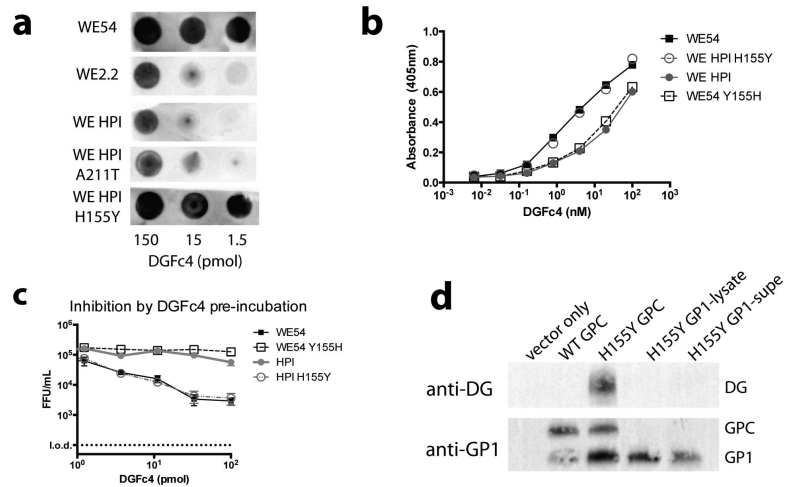 a
WE54
WE2.2
WE HPI
WE HPI
A211T
WE HPI
H155Y
150 15 1.5
DGFc4 (pmol)
b
Absorbance (405nm)
1.0
0.8
0.6
0.4
0.2
0.0
10-3 10-2 10-1 100 101 102 103
DGFc4 (nM)
WE54
WE HPI H155Y
WE HPI
WE54 Y155H
c
Inhibition by DGFc4 pre-incubation
FFU/mL
106
105
104
103
l.o.d.
100 101 102
DGFc4 (pmol)
WE54
WE54 Y155H
HPI
HPI H155Y
d
vector only
WT GPC
H155Y GPC
H155Y GP1-lysate
H155Y GP1-supe
anti-DG
DG
anti-GP1
GPC
GP1